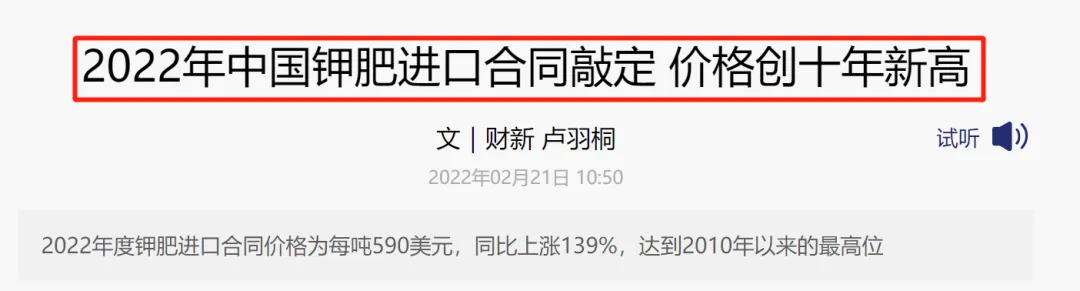 2022年中国钾肥进口合同敲定 价格创十年新高
文｜财新 卢羽桐
试听
2022年02月21日 10:50
2022年度钾肥进口合同价格为每吨590美元，同比上涨139%，达到2010年以来的最高位